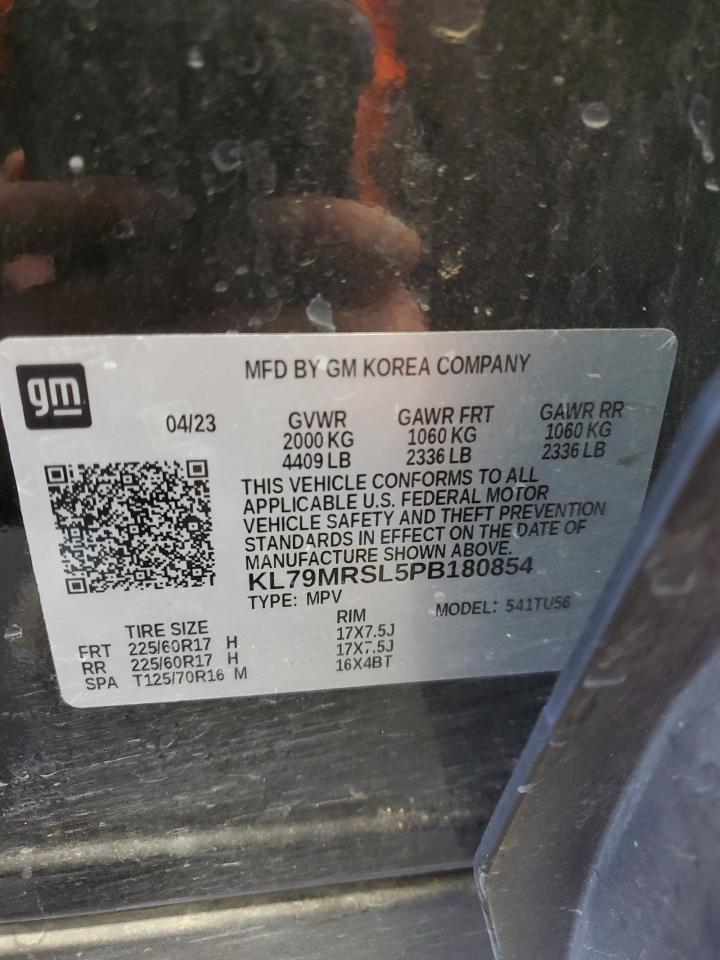 gm
MFD BY GM KOREA COMPANY
04/23
GVWR GAWR FRT GAWR RR
2000 KG 1060 KG 1060 KG
4409 LB 2336 LB 2336 LB
THIS VEHICLE CONFORMS TO ALL
APPLICABLE U.S. FEDERAL MOTOR
VEHICLE SAFETY AND THEFT PREVENTION
STANDARDS IN EFFECT ON THE DATE OF
MANUFACTURE SHOWN ABOVE.
KL79MRSL5PB180854
TYPE: MPV MODEL: 541TU56
TIRE SIZE RIM
FRT 225/60R17 H 17X7.5J
RR 225/60R17 H 17X7.5J
SPA T125/70R16 M 16X4BT